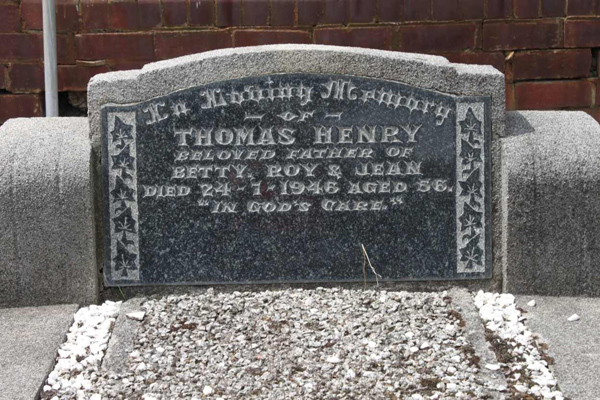 In Loving Memory
- OF -
THOMAS HENRY
BELOVED FATHER OF
BETTY, ROY & JEAN
DIED 24-7-1946 AGED 56.
"IN GOD'S CARE."